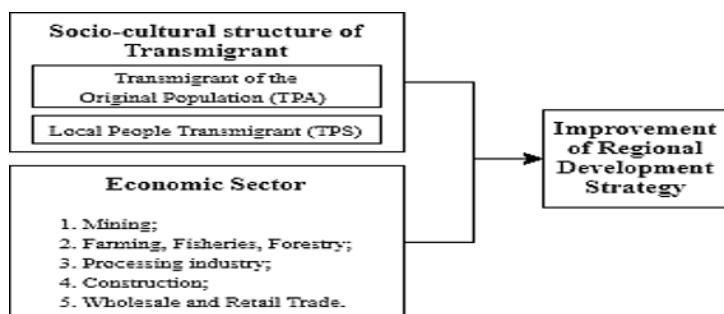 Socio-cultural structure of
Transmigrant
Transmigrant of the
Original Population (TPA)
Local People Transmigrant (TPS)
Economic Sector
1. Mining;
2. Farming, Fisheries, Forestry;
3. Processing industry;
4. Construction;
5. Wholesale and Retail Trade.
Improvement
of Regional
Development
Strategy